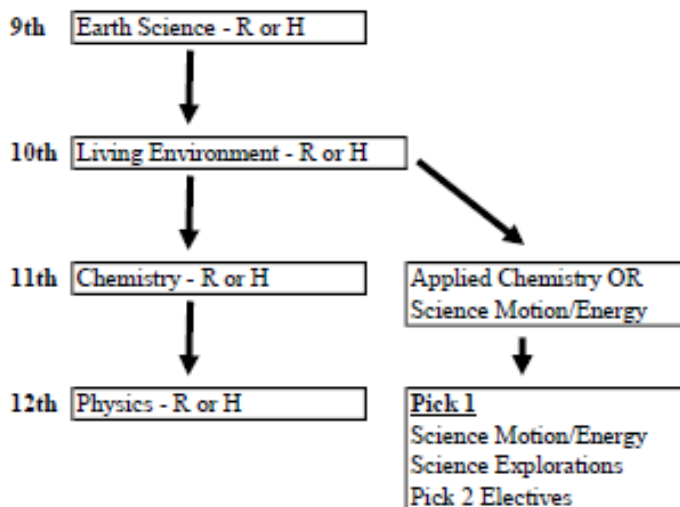 9th Earth Science - R or H
10th Living Environment - R or H
11th Chemistry - R or H
Applied Chemistry OR
Science Motion/Energy
12th Physics - R or H
Pick 1
Science Motion/Energy
Science Explorations
Pick 2 Electives